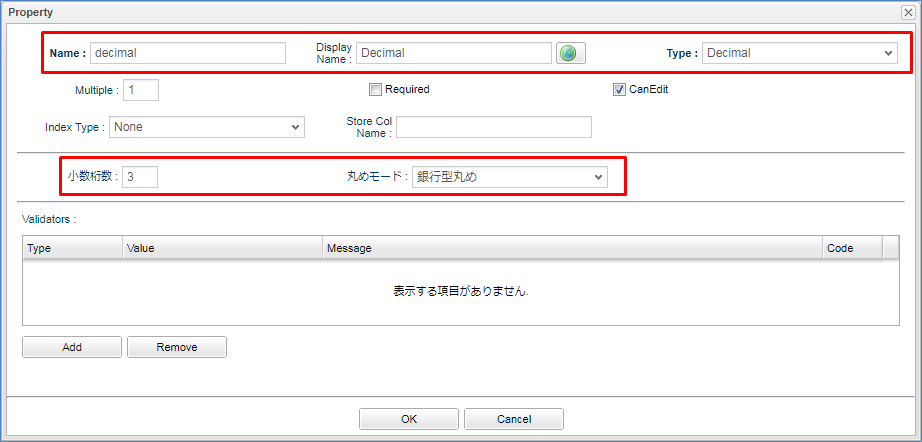 Property
Name : decimal Display Name : Decimal Type : Decimal
Multiple : 1 Required CanEdit
Index Type : None Store Col Name :
小数桁数 : 3 丸めモード : 銀行型丸め
Validators :
Type Value Message Code
表示する項目がありません.
Add Remove
OK Cancel